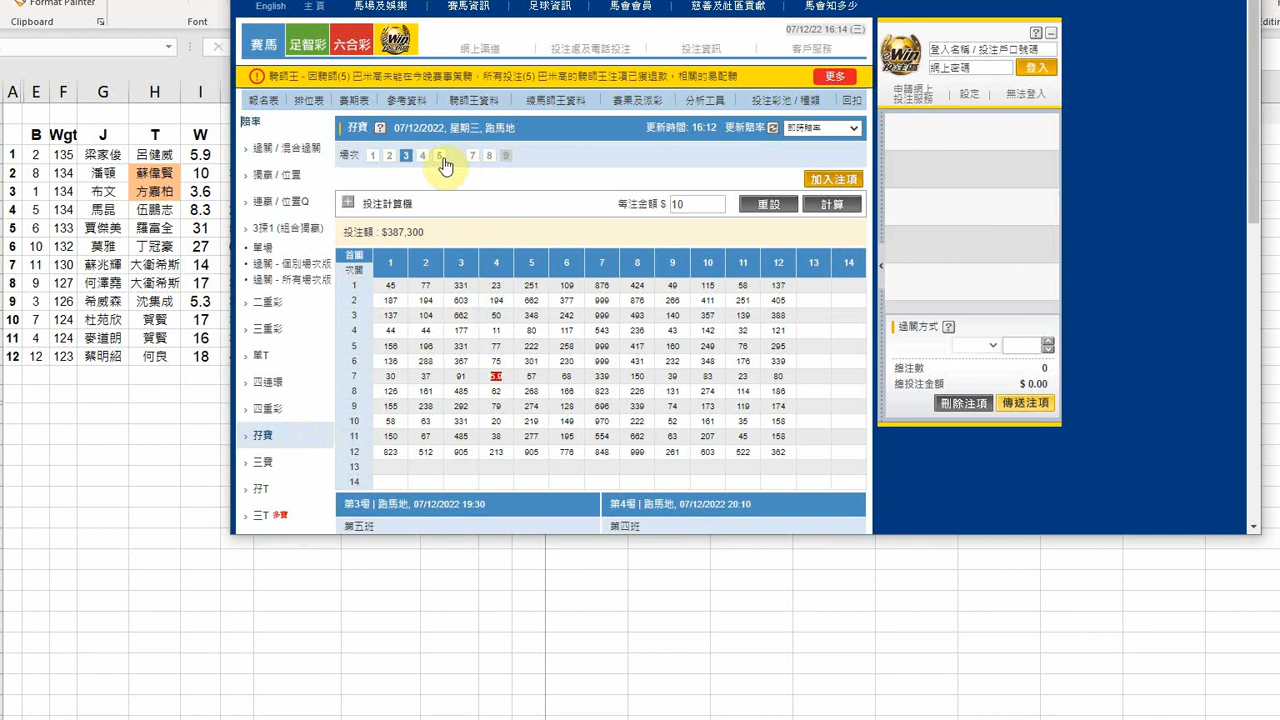 Format Painter
Clipboard
Font
Editing
A E F G H I
B Wgt J T W
1 2 135 梁家俊 呂健威 5.9
2 8 134 潘頓 蘇偉賢 10
3 1 134 布文 方嘉柏 3.6
4 5 134 馬昆 伍鵬志 8.3
5 6 133 賈傑美 羅富全 31
6 10 132 莫雅 丁冠豪 27
7 11 130 蘇兆輝 大衛希斯 14
8 9 127 何澤堯 大衛希斯 17
9 3 126 希威森 沈集成 5.3
10 7 124 杜苑欣 賀賢 17
11 4 124 麥道朗 賀賢 16
12 12 123 蔡明紹 何良 18
English 主頁 馬場及娛樂 賽馬資訊 足球資訊 馬會會員 慈善及社區貢獻 馬會知多少
07/12/22 16:14 (三)
賽馬 足智彩 六合彩 eWin
網上渠道 投注處及電話投注 投注資訊 客戶服務
騎師王 - 因騎師(5) 巴米高未能在今晚賽事策騎，所有投注(5) 巴米高的騎師王注項已獲退款，相關的易配騎 更多
報名表 排位表 賽期表 參考資料 騎師王資料 練馬師王資料 賽果及派彩 分析工具 投注彩池 / 種類 回扣
賠率
過關 / 混合過關
獨贏 / 位置
連贏 / 位置Q
3揀1 (組合獨贏)
單場
過關 - 個別場次版
過關 - 所有場次版
二重彩
三重彩
單T
四連環
四重彩
孖寶
三寶
孖T
三T 多寶
孖寶 ? 07/12/2022, 星期三, 跑馬地 更新時間: 16:12 更新賠率 即時賠率
場次 1 2 3 4 5 7 8 9
加入注項
投注計算機 每注金額 $ 10 重設 計算
投注額 : $387,300
首關 1 2 3 4 5 6 7 8 9 10 11 12 13 14
次關
1 45 77 331 23 251 109 876 424 49 115 58 137
2 187 194 603 194 662 377 999 876 266 411 251 405
3 137 104 662 50 348 242 999 493 140 357 139 388
4 44 44 177 11 80 117 543 236 43 142 32 121
5 156 196 331 77 222 258 999 417 160 249 76 295
6 136 288 367 75 301 230 999 431 232 348 176 339
7 30 37 91 5.0 57 68 339 150 39 83 23 80
8 126 161 485 62 268 166 823 226 131 274 114 186
9 155 238 292 79 274 128 696 339 74 173 119 174
10 58 63 331 20 219 149 970 222 52 161 35 158
11 150 67 485 38 277 195 554 662 63 207 45 158
12 823 512 905 213 905 776 848 999 261 603 522 362
13
14
第3場 | 跑馬地, 07/12/2022 19:30 第4場 | 跑馬地, 07/12/2022 20:10
第五班 第四班
eWin 投注區
登入名稱 / 投注戶口號碼
網上密碼 登入
申請網上投注服務 設定 無法登入
過關方式 ?
總注數 0
總投注金額 $ 0.00
刪除注項 傳送注項